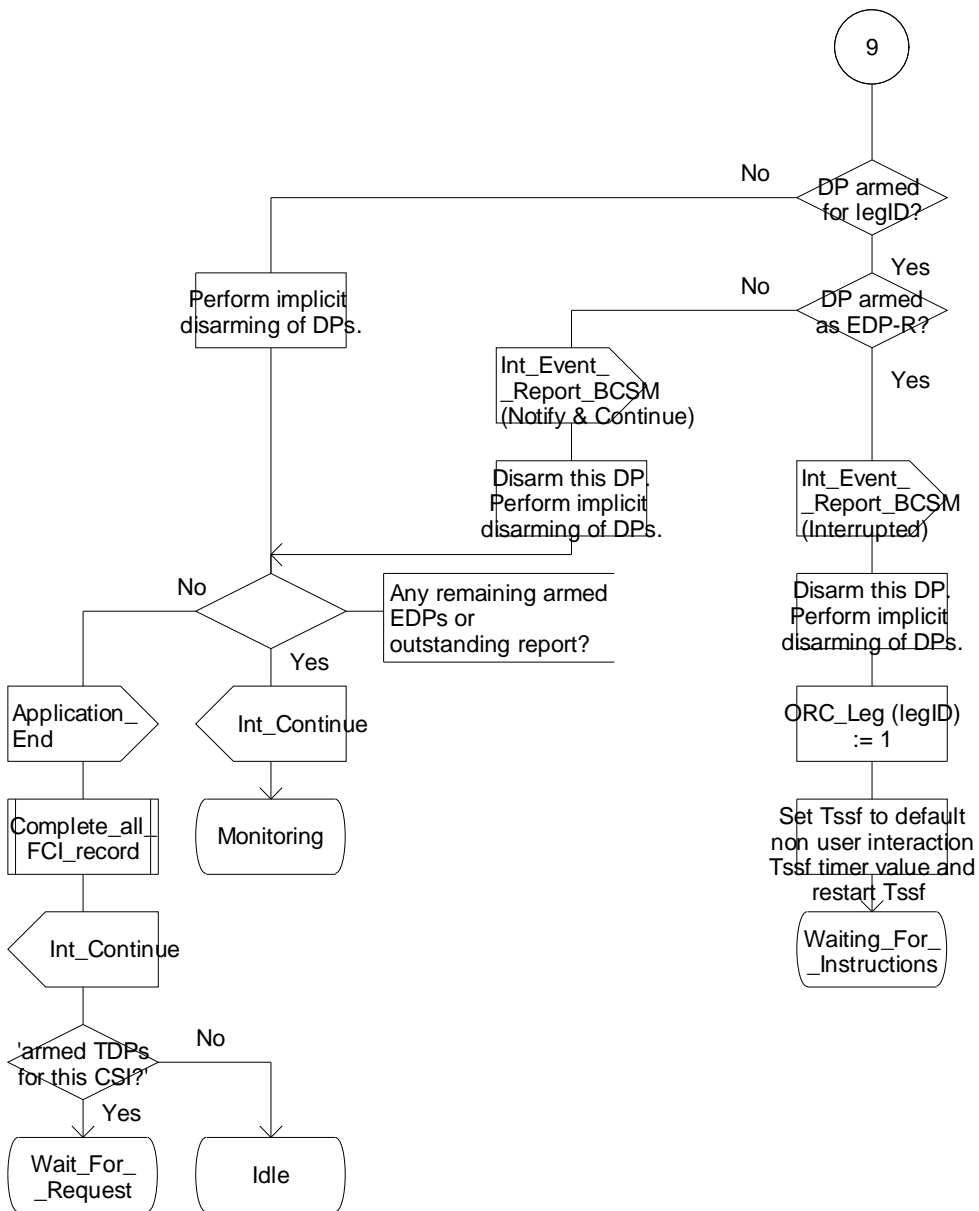 9
No
DP armed
for legID?
Yes
No
DP armed
as EDP-R?
Perform implicit
disarming of DPs.
Int_Event_
_Report_BCSM
(Notify & Continue)
Yes
Disarm this DP.
Perform implicit
disarming of DPs.
Int_Event_
_Report_BCSM
(Interrupted)
No
Any remaining armed
EDPs or
outstanding report?
Yes
Disarm this DP.
Perform implicit
disarming of DPs.
Application_
End
Int_Continue
ORC_Leg (legID)
:= 1
Complete_all_
FCI_record
Monitoring
Set Tssf to default
non user interaction
Tssf timer value and
restart Tssf
Int_Continue
Waiting_For_
_Instructions
'armed TDPs
for this CSI?'
No
Yes
Wait_For_
_Request
Idle